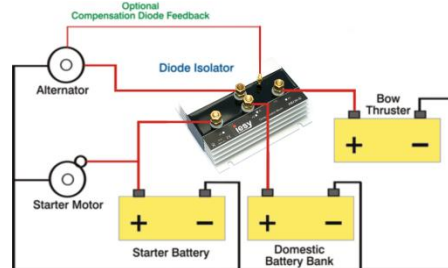 Optional
Compensation Diode Feedback
Diode Isolator
Alternator
Bow
Thruster
iesy
+ −
Starter Motor
+ −
+ −
Starter Battery
Domestic
Battery Bank